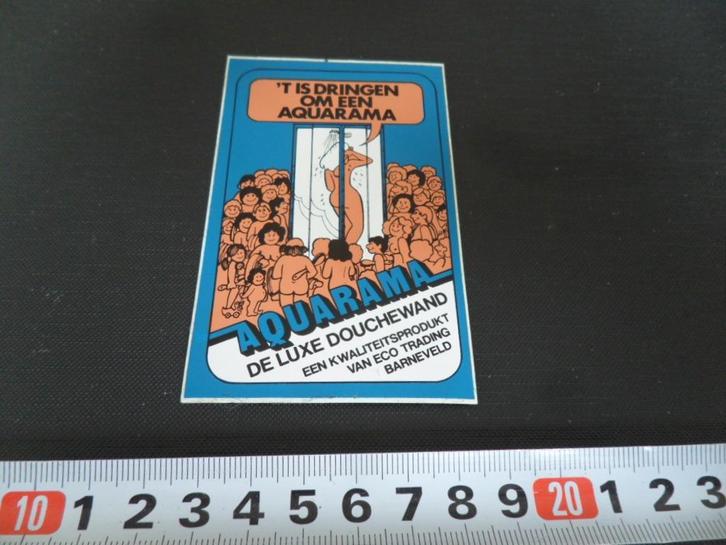 'T IS DRINGEN
OM EEN
AQUARAMA
AQUARAMA
DE LUXE DOUCHEWAND
EEN KWALITEITSPRODUKT
VAN ECO TRADING
BARNEVELD
10 1 2 3 4 5 6 7 8 9 20 1 2 3